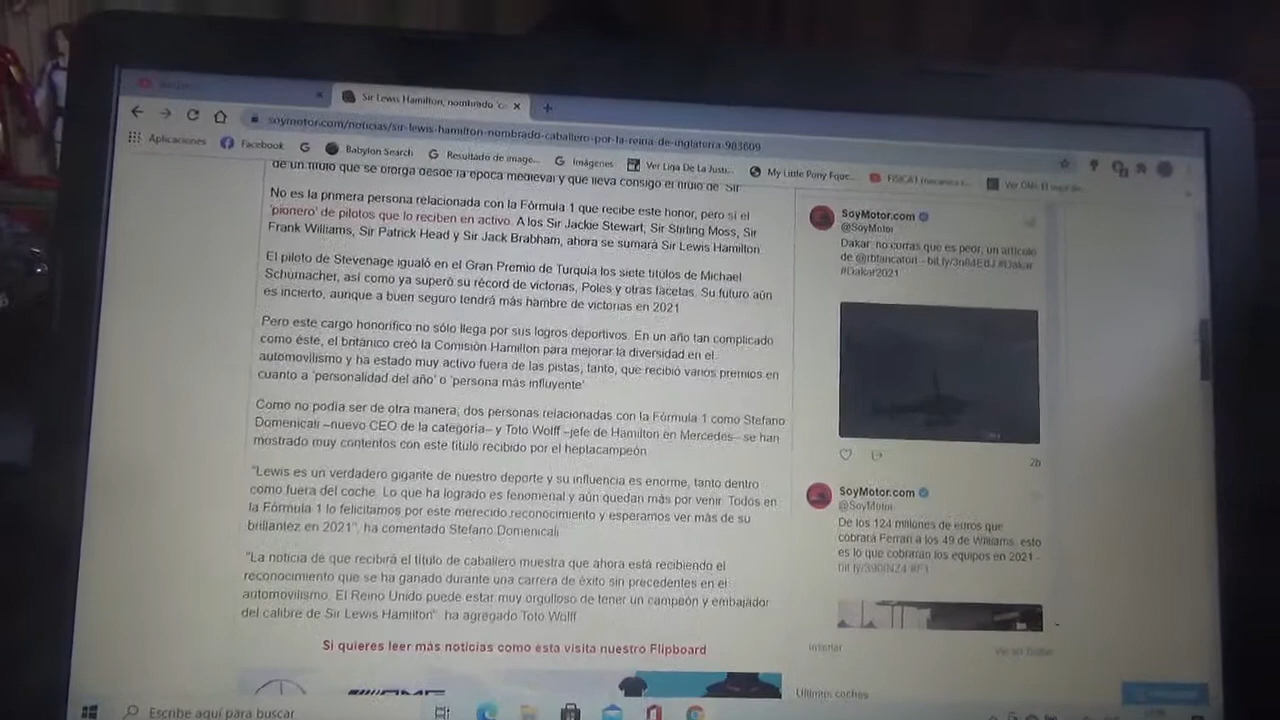 Sir Lewis Hamilton, nombrado 'c
soymotor.com/noticias/sir-lewis-hamilton-nombrado-caballero-por-la-reina-de-inglaterra-983609
Aplicaciones
Facebook
Babylon Search
Resultado de image...
Imágenes
Ver Liga De La Justi...
My Little Pony Eque...
de un título que se otorga desde la época medieval y que lleva consigo el título de 'Sir'
No es la primera persona relacionada con la Fórmula 1 que recibe este honor, pero sí el
'pionero' de pilotos que lo reciben en activo. A los Sir Jackie Stewart, Sir Stirling Moss, Sir
Frank Williams, Sir Patrick Head y Sir Jack Brabham, ahora se sumará Sir Lewis Hamilton
El piloto de Stevenage igualó en el Gran Premio de Turquía los siete títulos de Michael
Schumacher, así como ya superó su récord de victorias, Poles y otras facetas. Su futuro aún
es incierto, aunque a buen seguro tendrá más hambre de victorias en 2021
Pero este cargo honorífico no sólo llega por sus logros deportivos. En un año tan complicado
como éste, el británico creó la Comisión Hamilton para mejorar la diversidad en el
automovilismo y ha estado muy activo fuera de las pistas, tanto, que recibió varios premios en
cuanto a 'personalidad del año' o 'persona más influyente'
Como no podía ser de otra manera, dos personas relacionadas con la Fórmula 1 como Stefano
Domenicali –nuevo CEO de la categoría– y Toto Wolff –jefe de Hamilton en Mercedes– se han
mostrado muy contentos con este título recibido por el heptacampeón
"Lewis es un verdadero gigante de nuestro deporte y su influencia es enorme, tanto dentro
como fuera del coche. Lo que ha logrado es fenomenal y aún quedan más por venir. Todos en
la Fórmula 1 lo felicitamos por este merecido reconocimiento y esperamos ver más de su
brillantez en 2021", ha comentado Stefano Domenicali
"La noticia de que recibirá el título de caballero muestra que ahora está recibiendo el
reconocimiento que se ha ganado durante una carrera de éxito sin precedentes en el
automovilismo. El Reino Unido puede estar muy orgulloso de tener un campeón y embajador
del calibre de Sir Lewis Hamilton" ha agregado Toto Wolff
Si quieres leer más noticias como esta visita nuestro Flipboard
SoyMotor.com
@SoyMotor
Dakar: no corras que es peor, un artículo
de @rbtancaton - #Dakar
#Dakar2021
2h
SoyMotor.com
@SoyMotor
De los 124 millones de euros que
cobrará Ferrari a los 49 de Williams, esto
es lo que cobrarán los equipos en 2021 -
#F1
Insertar
Ver en Twitter
Últimos coches
AMG
Escribe aquí para buscar